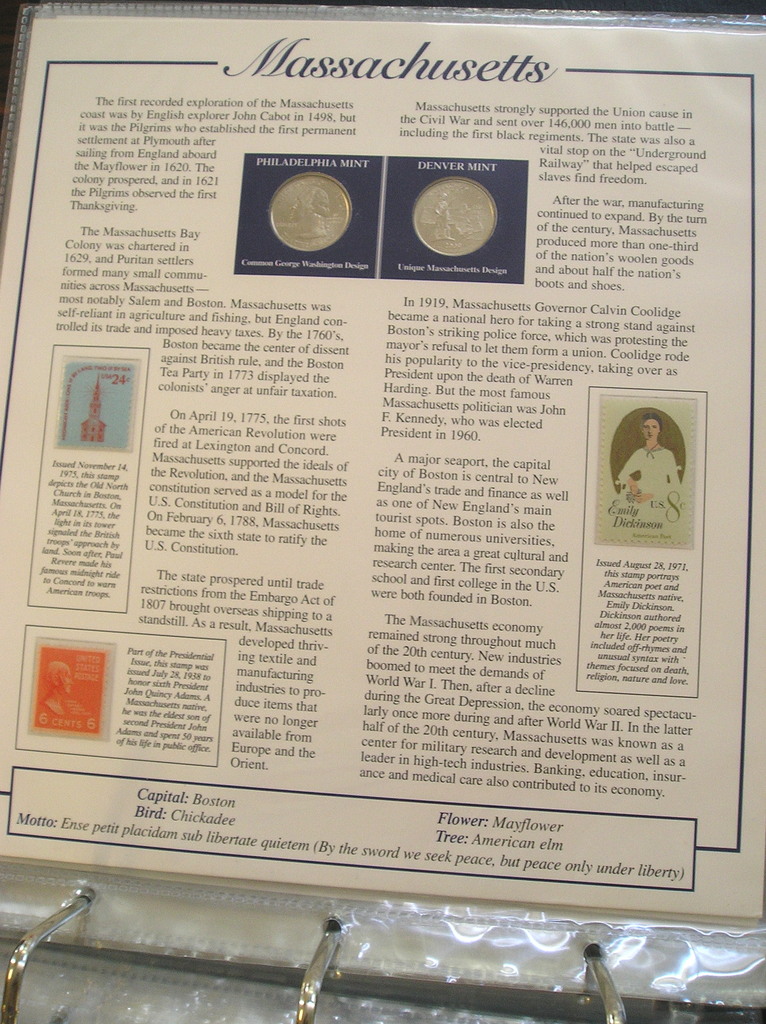 Massachusetts
The first recorded exploration of the Massachusetts
coast was by English explorer John Cabot in 1498, but
it was the Pilgrims who established the first permanent
settlement at Plymouth after
sailing from England aboard
the Mayflower in 1620. The
colony prospered, and in 1621
the Pilgrims observed the first
Thanksgiving.
PHILADELPHIA MINT
Common George Washington Design
DENVER MINT
Unique Massachusetts Design
The Massachusetts Bay
Colony was chartered in
1629, and Puritan settlers
formed many small commu-
nities across Massachusetts —
most notably Salem and Boston. Massachusetts was
self-reliant in agriculture and fishing, but England con-
trolled its trade and imposed heavy taxes. By the 1760's,
Boston became the center of dissent
against British rule, and the Boston
Tea Party in 1773 displayed the
colonists' anger at unfair taxation.
On April 19, 1775, the first shots
of the American Revolution were
fired at Lexington and Concord.
Massachusetts supported the ideals of
the Revolution, and the Massachusetts
constitution served as a model for the
U.S. Constitution and Bill of Rights.
On February 6, 1788, Massachusetts
became the sixth state to ratify the
U.S. Constitution.
The state prospered until trade
restrictions from the Embargo Act of
1807 brought overseas shipping to a
standstill. As a result, Massachusetts
developed thriv-
ing textile and
manufacturing
industries to pro-
duce items that
were no longer
available from
Europe and the
Orient.
USA 24c
Issued November 14,
1975, this stamp
depicts the Old North
Church in Boston,
Massachusetts. On
April 18, 1775, the
light in its tower
signaled the British
troops' approach by
land. Soon after, Paul
Revere made his
famous midnight ride
to Concord to warn
American troops.
UNITED
STATES
POSTAGE
6 CENTS 6
Part of the Presidential
Issue, this stamp was
issued July 28, 1938 to
honor sixth President
John Quincy Adams. A
Massachusetts native,
he was the eldest son of
second President John
Adams and spent 50 years
of his life in public office.
Massachusetts strongly supported the Union cause in
the Civil War and sent over 146,000 men into battle —
including the first black regiments. The state was also a
vital stop on the "Underground
Railway" that helped escaped
slaves find freedom.
After the war, manufacturing
continued to expand. By the turn
of the century, Massachusetts
produced more than one-third
of the nation's woolen goods
and about half the nation's
boots and shoes.
In 1919, Massachusetts Governor Calvin Coolidge
became a national hero for taking a strong stand against
Boston's striking police force, which was protesting the
mayor's refusal to let them form a union. Coolidge rode
his popularity to the vice-presidency, taking over as
President upon the death of Warren
Harding. But the most famous
Massachusetts politician was John
F. Kennedy, who was elected
President in 1960.
A major seaport, the capital
city of Boston is central to New
England's trade and finance as well
as one of New England's main
tourist spots. Boston is also the
home of numerous universities,
making the area a great cultural and
research center. The first secondary
school and first college in the U.S.
were both founded in Boston.
The Massachusetts economy
remained strong throughout much
of the 20th century. New industries
boomed to meet the demands of
World War I. Then, after a decline
during the Great Depression, the economy soared spectacu-
larly once more during and after World War II. In the latter
half of the 20th century, Massachusetts was known as a
center for military research and development as well as a
leader in high-tech industries. Banking, education, insur-
ance and medical care also contributed to its economy.
Emily
Dickinson
U.S. 8c
American Poet
Issued August 28, 1971,
this stamp portrays
American poet and
Massachusetts native,
Emily Dickinson.
Dickinson authored
almost 2,000 poems in
her life. Her poetry
included off-rhymes and
unusual syntax with
themes focused on death,
religion, nature and love.
Capital: Boston
Bird: Chickadee
Flower: Mayflower
Tree: American elm
Motto: Ense petit placidam sub libertate quietem (By the sword we seek peace, but peace only under liberty)